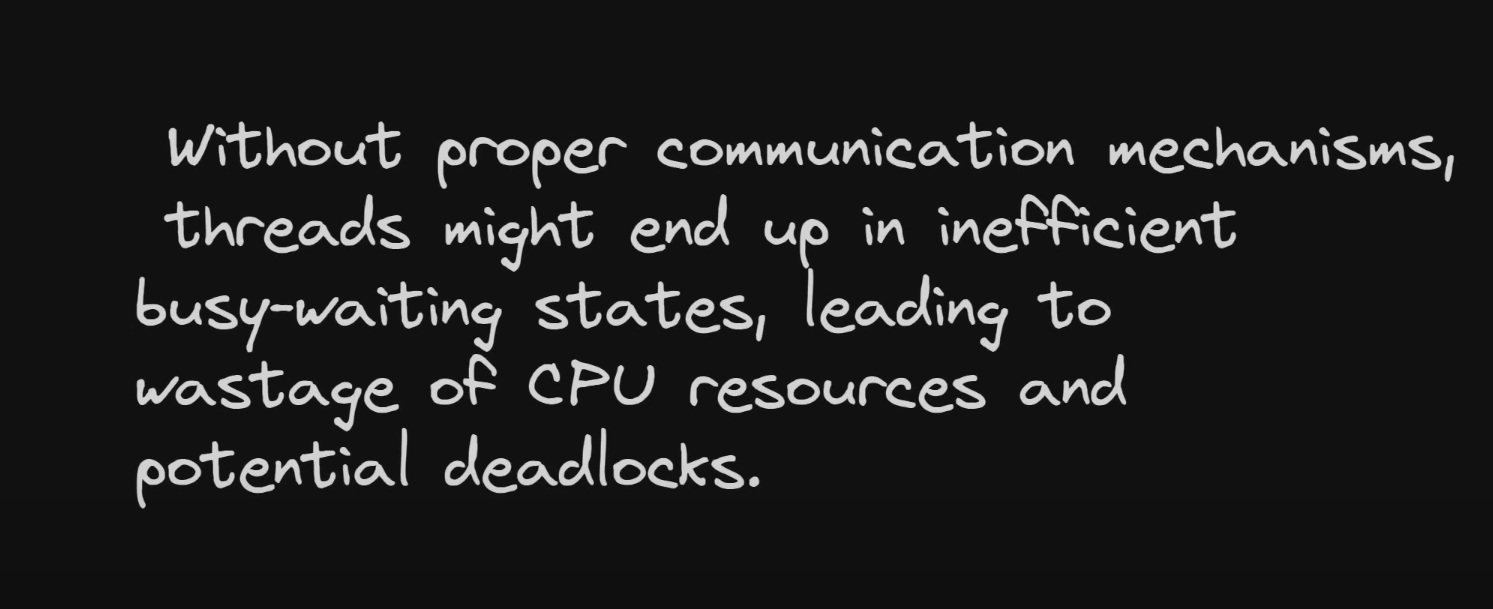 Without proper communication mechanisms,
threads might end up in inefficient
busy-waiting states, leading to
wastage of CPU resources and
potential deadlocks.